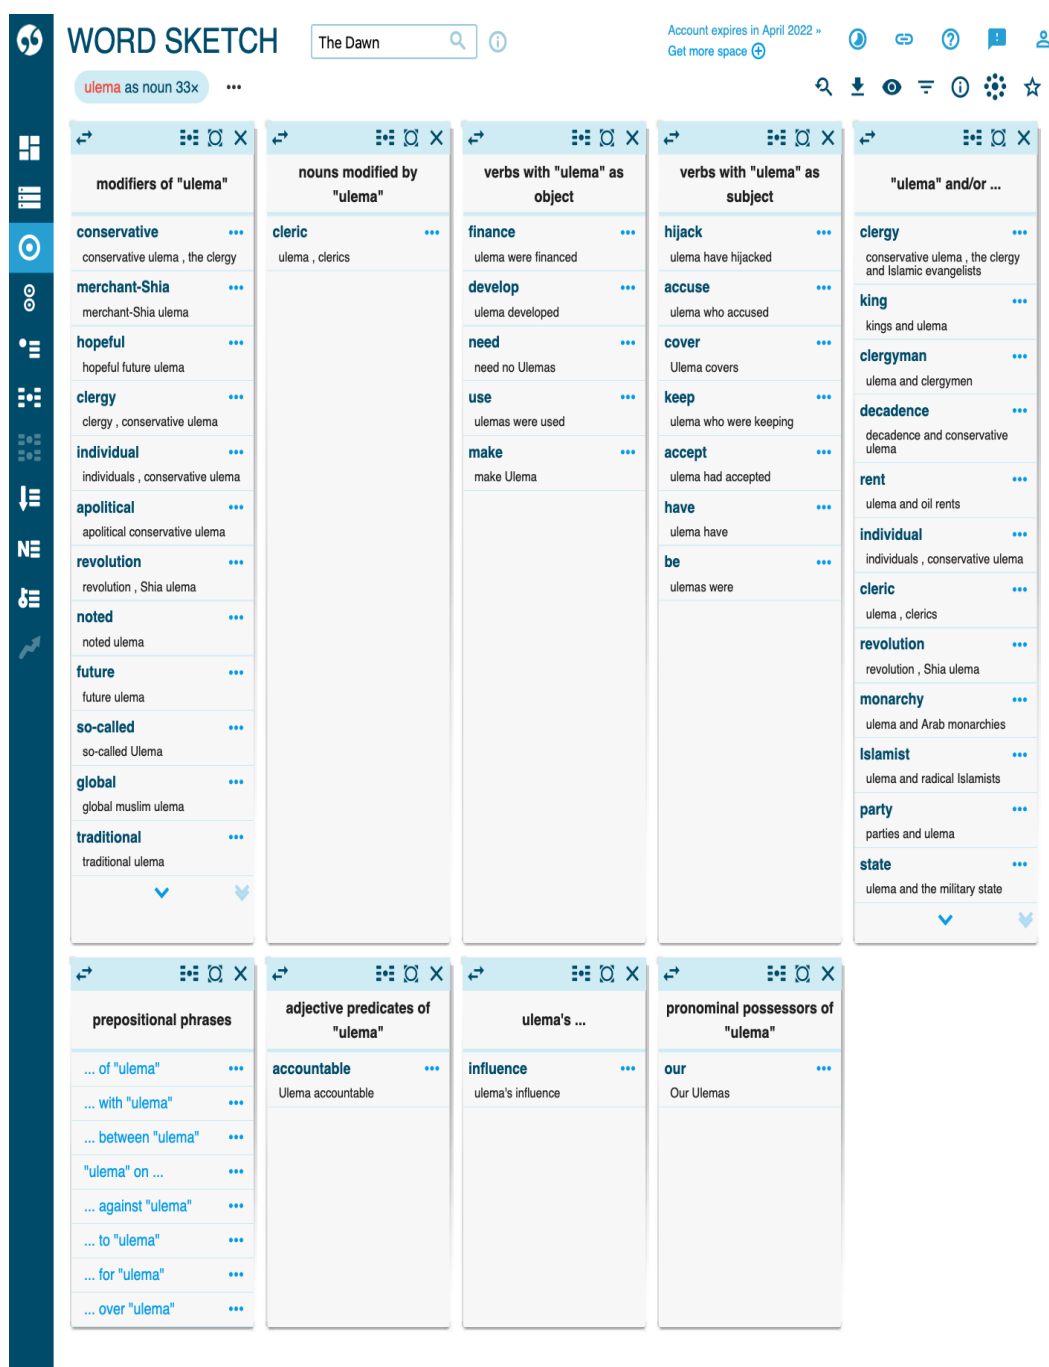 WORD SKETCH
The Dawn
Account expires in April 2022 »
Get more space
ulema as noun 33×
modifiers of "ulema"
conservative
conservative ulema , the clergy
merchant-Shia
merchant-Shia ulema
hopeful
hopeful future ulema
clergy
clergy , conservative ulema
individual
individuals , conservative ulema
apolitical
apolitical conservative ulema
revolution
revolution , Shia ulema
noted
noted ulema
future
future ulema
so-called
so-called Ulema
global
global muslim ulema
traditional
traditional ulema
nouns modified by
"ulema"
cleric
ulema , clerics
verbs with "ulema" as
object
finance
ulema were financed
develop
ulema developed
need
need no Ulemas
use
ulemas were used
make
make Ulema
verbs with "ulema" as
subject
hijack
ulema have hijacked
accuse
ulema who accused
cover
Ulema covers
keep
ulema who were keeping
accept
ulema had accepted
have
ulema have
be
ulemas were
"ulema" and/or ...
clergy
conservative ulema , the clergy
and Islamic evangelists
king
kings and ulema
clergyman
ulema and clergymen
decadence
decadence and conservative
ulema
rent
ulema and oil rents
individual
individuals , conservative ulema
cleric
ulema , clerics
revolution
revolution , Shia ulema
monarchy
ulema and Arab monarchies
Islamist
ulema and radical Islamists
party
parties and ulema
state
ulema and the military state
prepositional phrases
... of "ulema"
... with "ulema"
... between "ulema"
"ulema" on ...
... against "ulema"
... to "ulema"
... for "ulema"
... over "ulema"
adjective predicates of
"ulema"
accountable
Ulema accountable
ulema's ...
influence
ulema's influence
pronominal possessors of
"ulema"
our
Our Ulemas